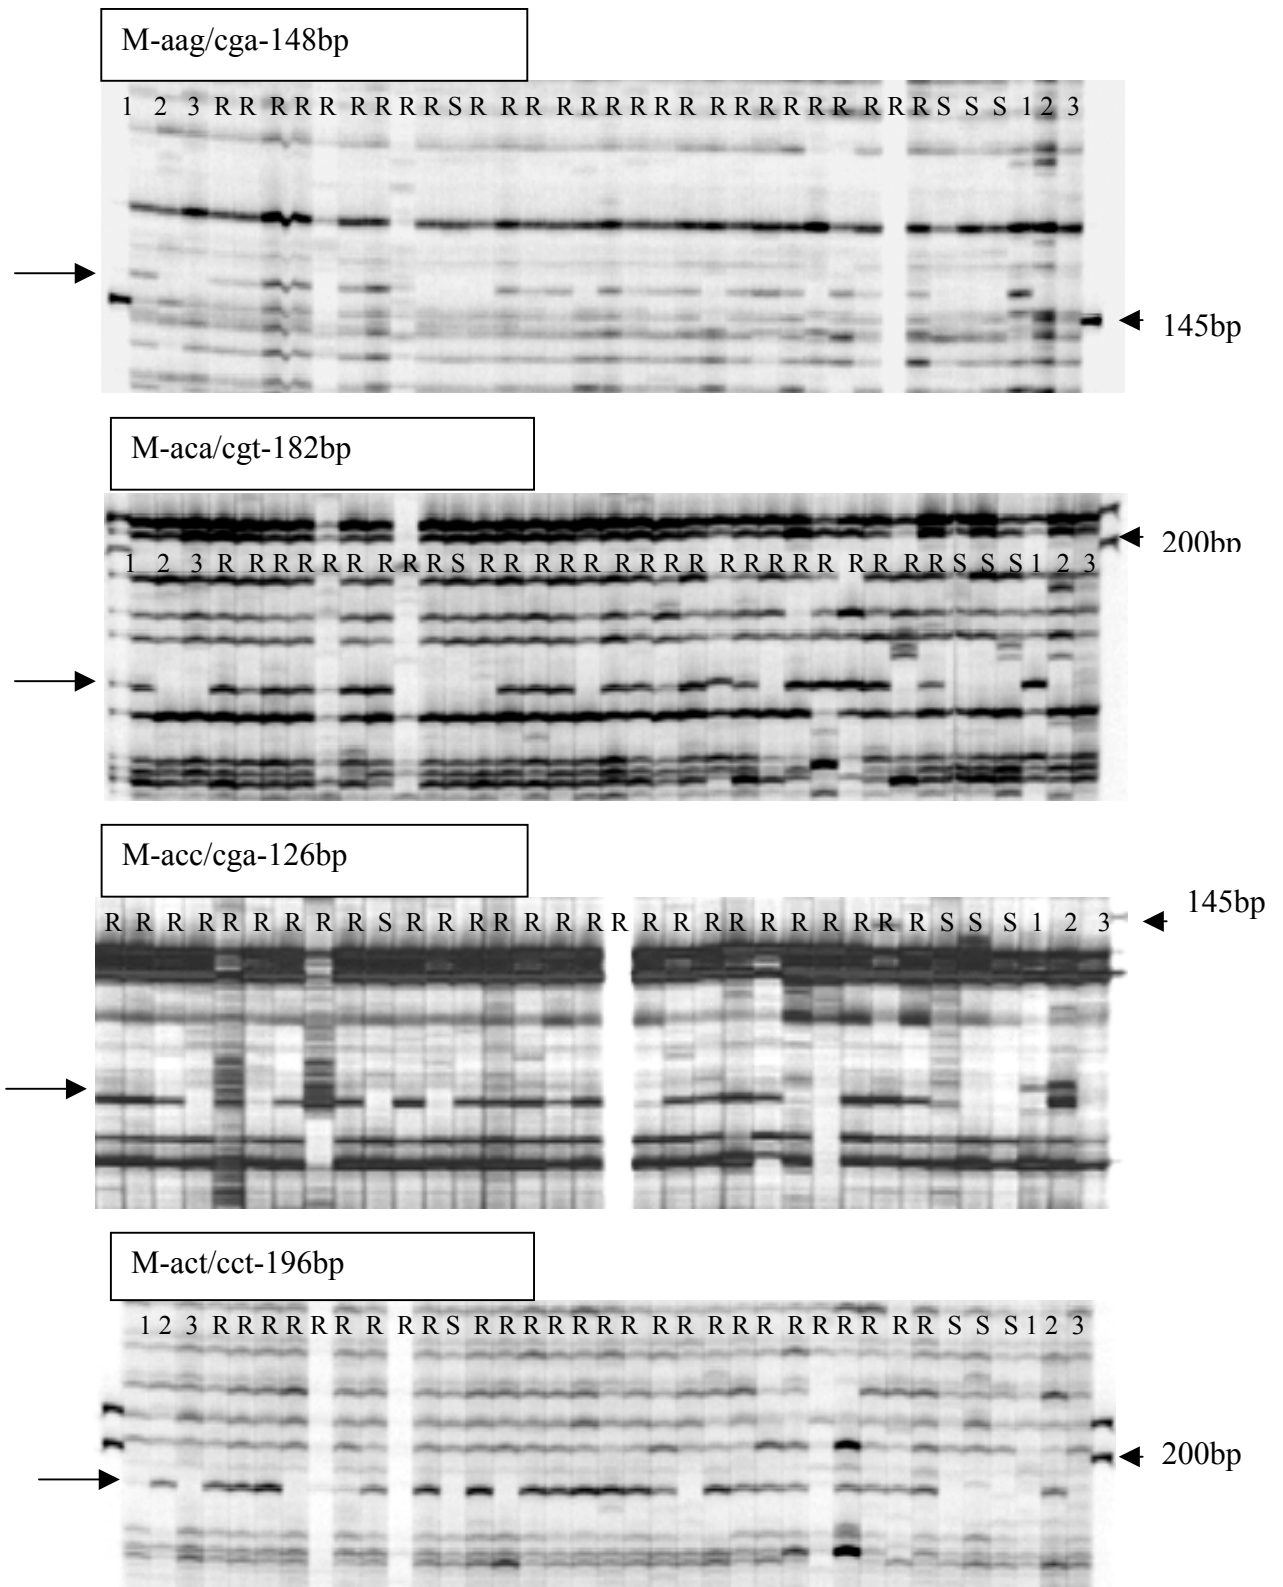 M-aag/cga-148bp
1 2 3 R R R R R R R R R S R R R R R R R R R R R R R R R R R R S S S 1 2 3
145bp
M-aca/cgt-182bp
200bp
1 2 3 R R R R R R R R R S R R R R R R R R R R R R R R R R R R S S S 1 2 3
M-acc/cga-126bp
145bp
R R R R R R R R R S R R R R R R R R R R R R R R R R R R S S S 1 2 3
M-act/cct-196bp
1 2 3 R R R R R R R R R S R R R R R R R R R R R R R R R R R R S S S 1 2 3
200bp